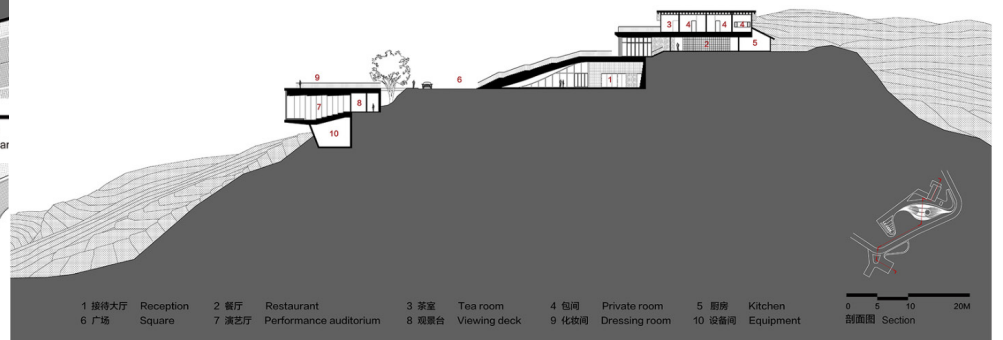 9
6
3 4 4 4
2 5
1
7 8
10
ar
1 接待大厅 Reception 2 餐厅 Restaurant 3 茶室 Tea room 4 包间 Private room 5 厨房 Kitchen
6 广场 Square 7 演艺厅 Performance auditorium 8 观景台 Viewing deck 9 化妆间 Dressing room 10 设备间 Equipment
0 5 10 20M
剖面图 Section